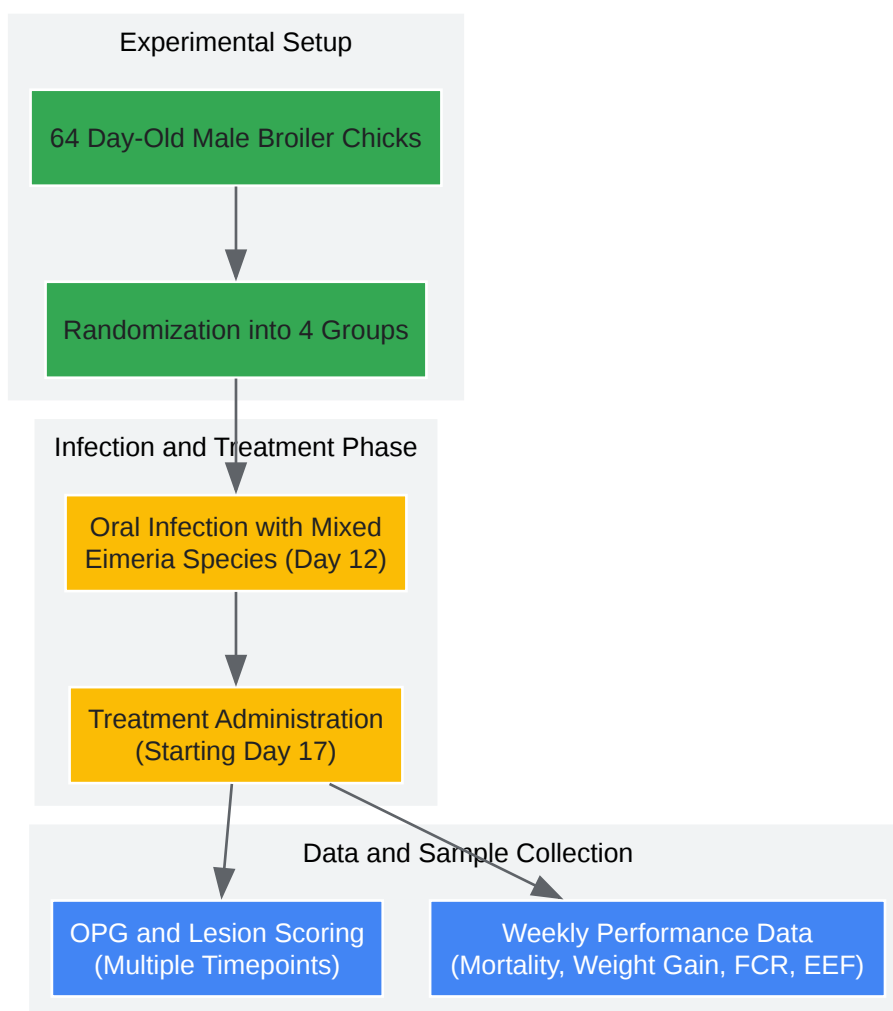 Experimental Setup
64 Day-Old Male Broiler Chicks
Randomization into 4 Groups
Infection and Treatment Phase
Oral Infection with Mixed
Eimeria Species (Day 12)
Treatment Administration
(Starting Day 17)
Data and Sample Collection
OPG and Lesion Scoring
(Multiple Timepoints)
Weekly Performance Data
(Mortality, Weight Gain, FCR, EEF)